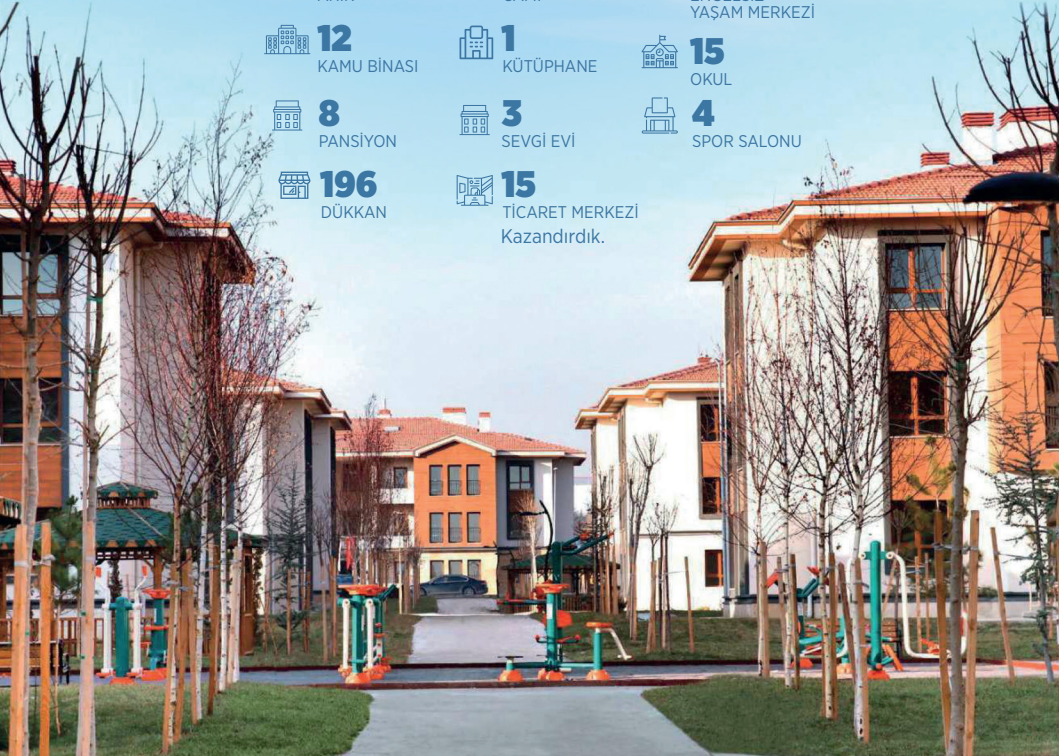 YAŞAM MERKEZİ
12
KAMU BİNASI
1
KÜTÜPHANE
15
OKUL
8
PANSİYON
3
SEVGİ EVİ
4
SPOR SALONU
196
DÜKKAN
15
TİCARET MERKEZİ
Kazandırdık.